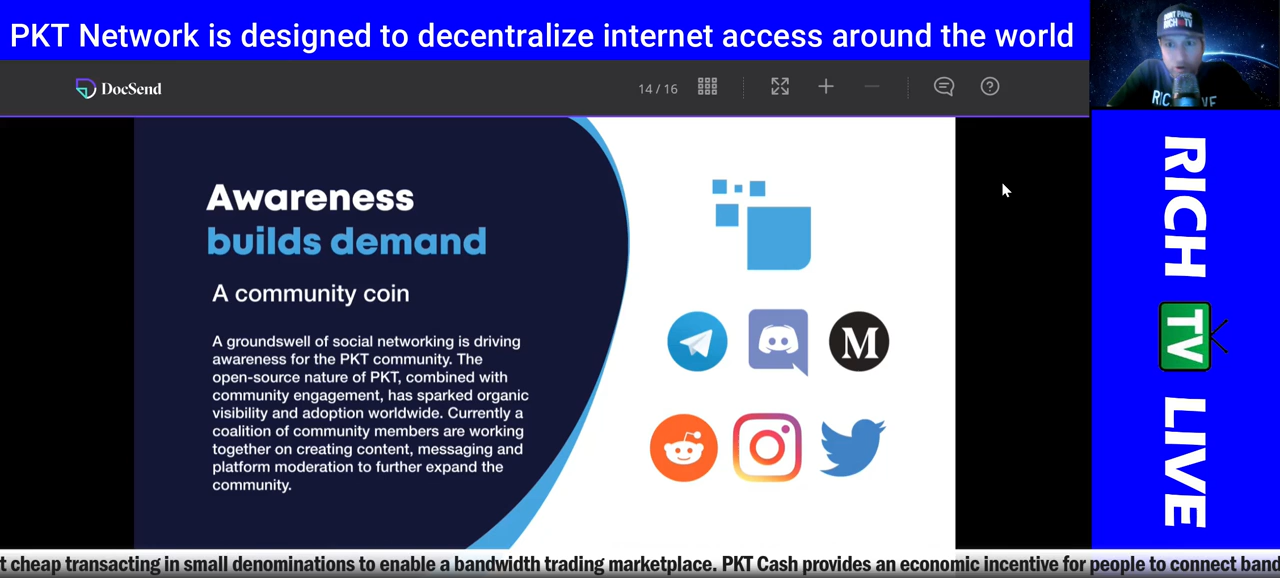 PKT Network is designed to decentralize internet access around the world
DocSend
14 / 16
Awareness
builds demand
A community coin
A groundswell of social networking is driving
awareness for the PKT community. The
open-source nature of PKT, combined with
community engagement, has sparked organic
visibility and adoption worldwide. Currently a
coalition of community members are working
together on creating content, messaging and
platform moderation to further expand the
community.
M
RICH TV LIVE
t cheap transacting in small denominations to enable a bandwidth trading marketplace. PKT Cash provides an economic incentive for people to connect band